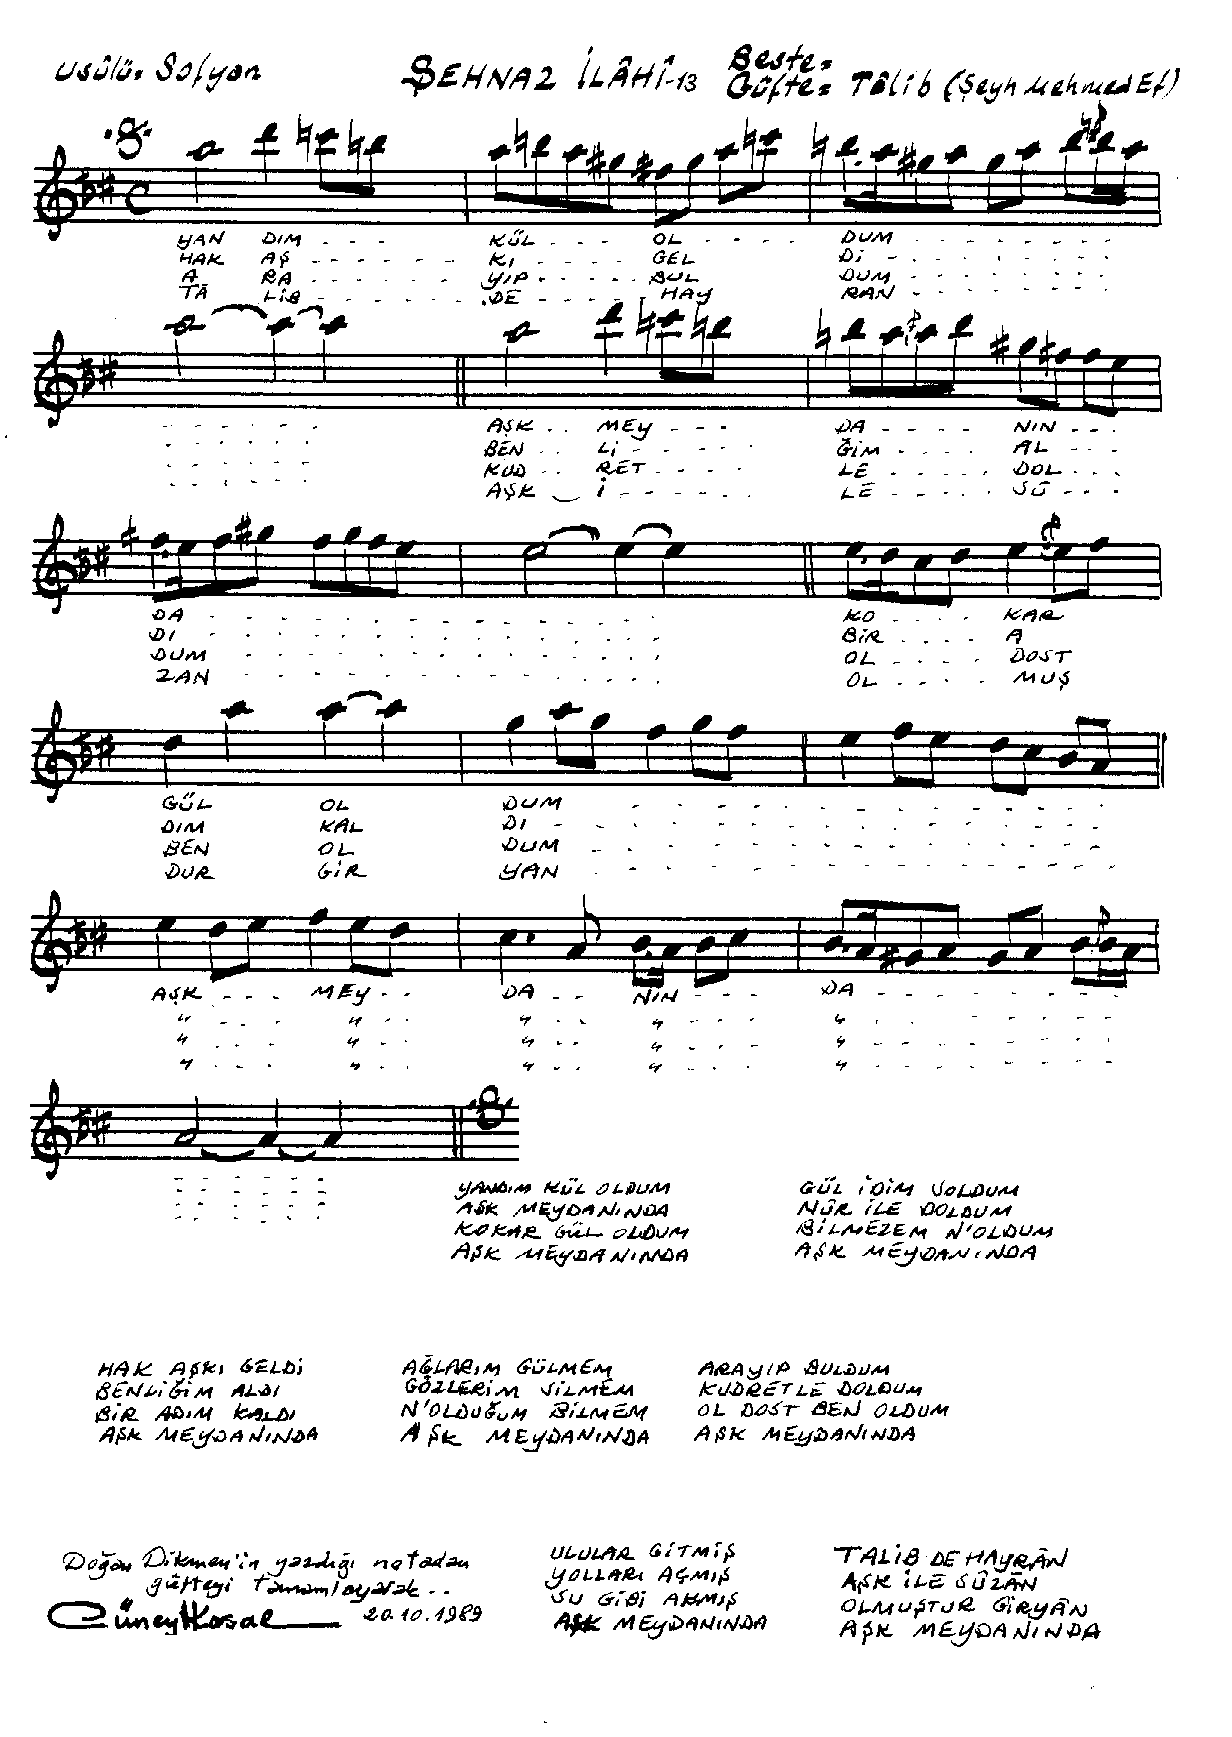 Usûlü: Sofyan
ŞEHNAZ İLÂHÎ-13
Beste:
Güfte: Tâlib (Şeyh Mehmed Ef)
YAN DIM - - - KÜL - - - OL - - - - DUM - - - - - - -
HAK AŞ - - - - - - KI - - - GEL DI - - - - - - - -
A RA - - - - - - YIP - - - - BUL DUM - - - - - - -
TÂ LİB - - - - - - DE - - - - HAY RAN - - - - - - -
AŞK - - MEY - - - DA - - - - NIN - - -
BEN - - Lİ - - - - ĞİM - - - - AL - - -
KUD - - RET - - - - LE - - - - DOL - - -
AŞK İ - - - - - - LE - - - - SÛ - - -
DA - - - - - - - - - - - - KO - - - - KAR
DI - - - - - - - - - - - - BİR - - - - A
DUM - - - - - - - - - - - OL - - - - DOST
ZAN - - - - - - - - - - - OL - - - - MUŞ
GÜL OL DUM - - - - - - - - - - -
DIM KAL DI - - - - - - - - - - - -
BEN OL DUM - - - - - - - - - - - -
DUR GİR YAN - - - - - - - - - - -
AŞK - - - MEY - - DA - - NIN - - - DA - - - - - - -
" - - - " - - " - - " - - - " - - - - - - -
" - - - " - - " - - " - - - " - - - - - - -
" - - - " - - " - - " - - - " - - - - - - -
YANDIM KÜL OLDUM
AŞK MEYDANINDA
KOKAR GÜL OLDUM
AŞK MEYDANINDA
GÜL İDİM SOLDUM
NÛR İLE DOLDUM
BİLMEZEM N'OLDUM
AŞK MEYDANINDA
HAK AŞKI GELDİ
BENLİĞİM ALDI
BİR ADIM KALDI
AŞK MEYDANINDA
AĞLARIM GÜLMEM
GÖZLERİM SİLMEM
N'OLDUĞUM BİLMEM
AŞK MEYDANINDA
ARAYIP BULDUM
KUDRETLE DOLDUM
OL DOST BEN OLDUM
AŞK MEYDANINDA
ULULAR GİTMİŞ
YOLLARI AÇMIŞ
SU GİBİ AKMIŞ
AŞK MEYDANINDA
TALİB DE HAYRÂN
AŞK İLE SÛZÂN
OLMUŞTUR GİRYÂN
AŞK MEYDANINDA
Doğan Dikmen'in yazdığı notadan
güfteyi tamamlayarak..
Cüneyt Kosal 20.10.1989